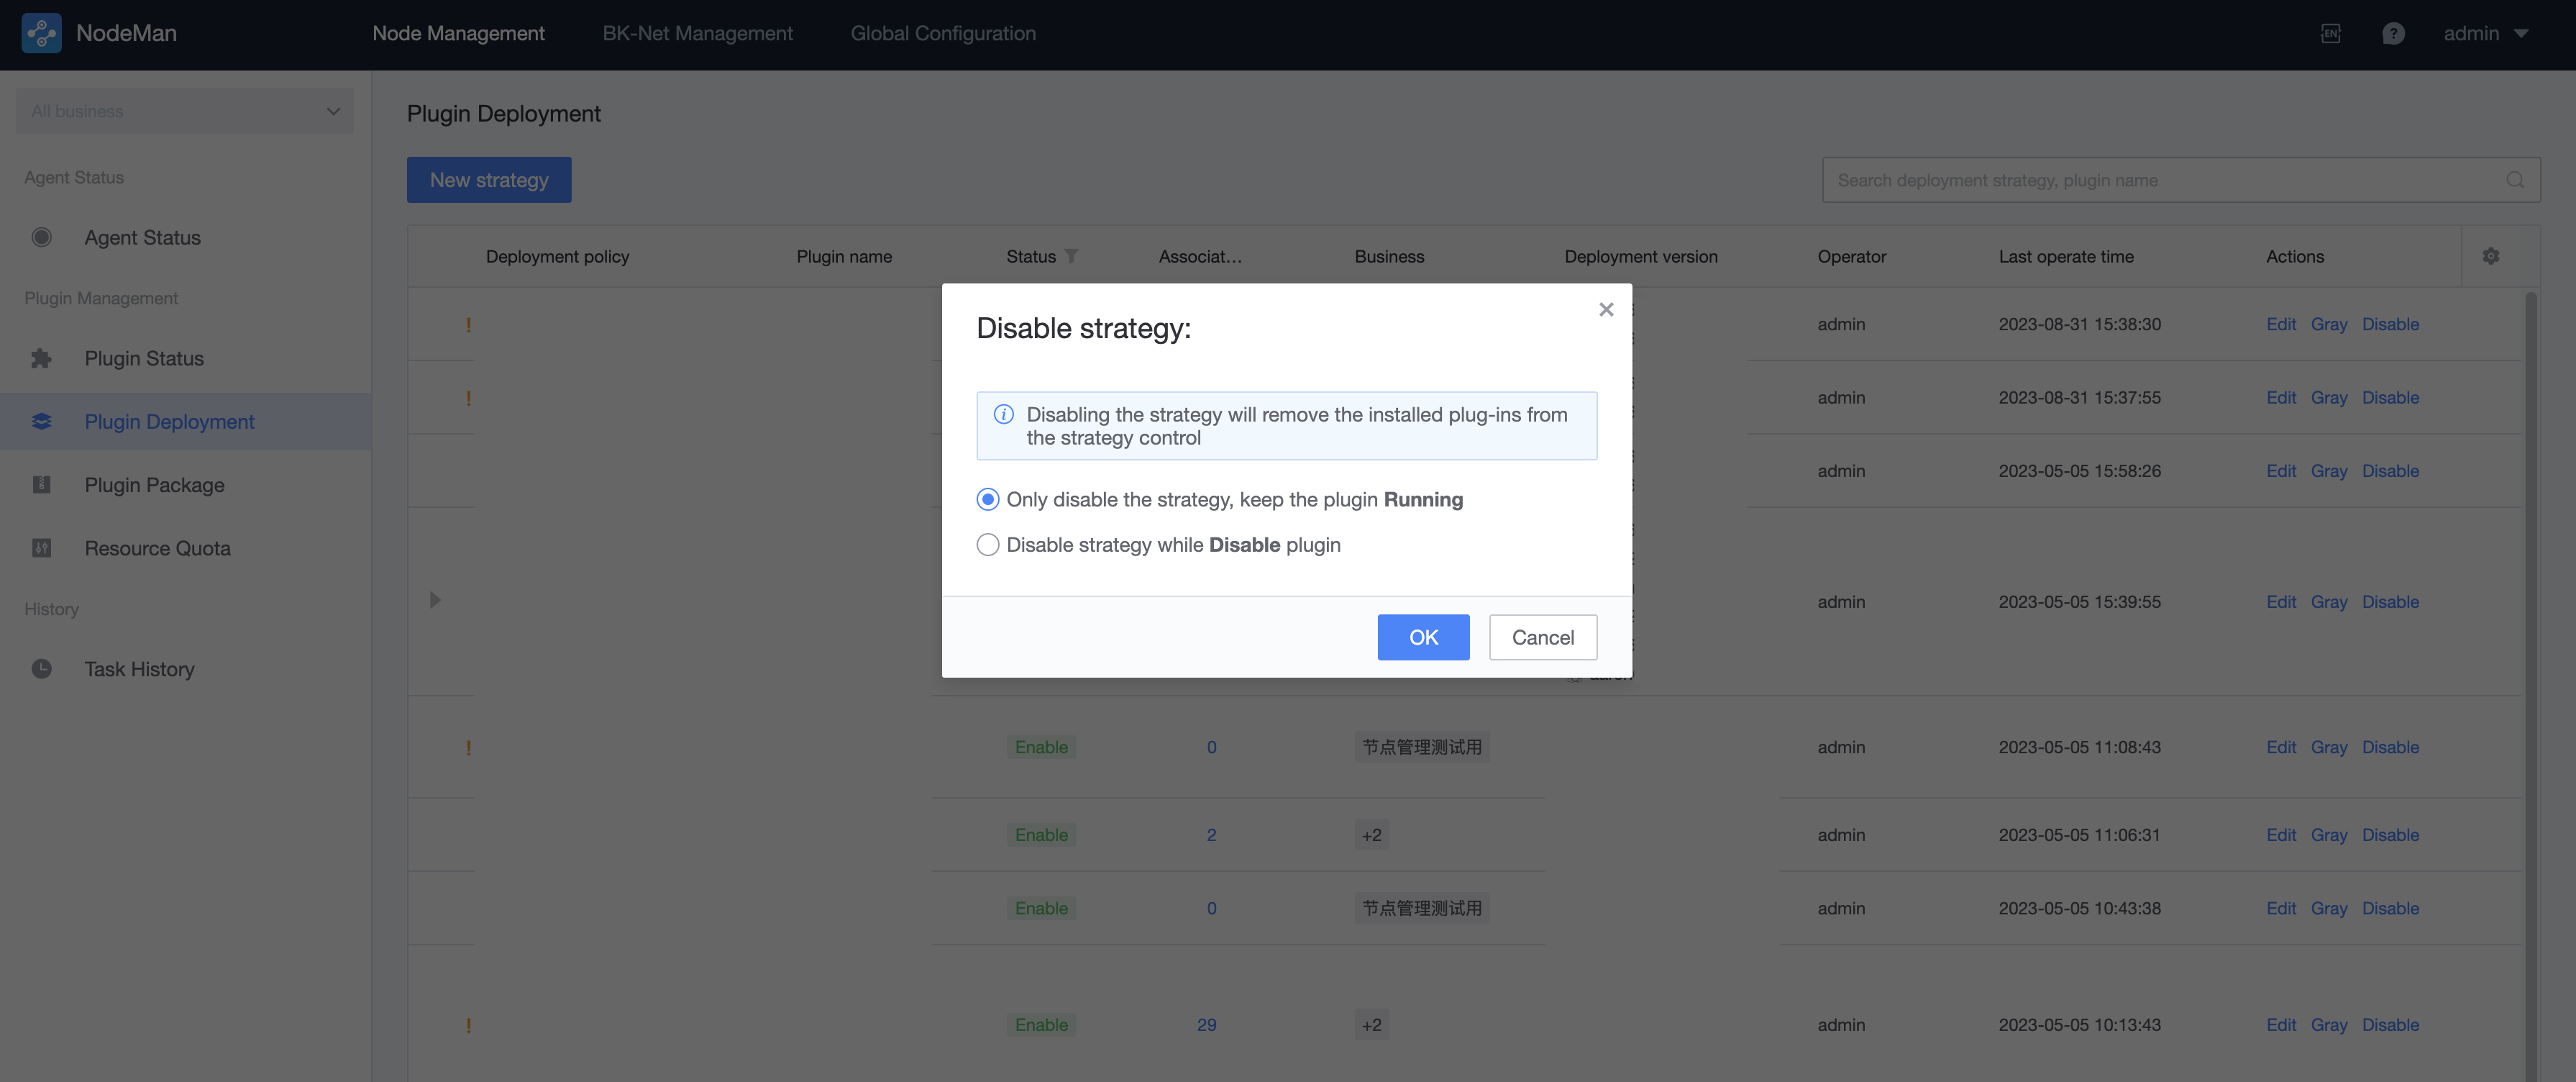 NodeMan
Node Management
BK-Net Management
Global Configuration
EN
?
admin
All business
Agent Status
Agent Status
Plugin Management
Plugin Status
Plugin Deployment
Plugin Package
Resource Quota
History
Task History
Plugin Deployment
New strategy
Search deployment strategy, plugin name
Deployment policy Plugin name Status Associat... Business Deployment version Operator Last operate time Actions
! admin 2023-08-31 15:38:30 Edit Gray Disable
! admin 2023-08-31 15:37:55 Edit Gray Disable
admin 2023-05-05 15:58:26 Edit Gray Disable
admin 2023-05-05 15:39:55 Edit Gray Disable
! Enable 0 节点管理测试用 admin 2023-05-05 11:08:43 Edit Gray Disable
Enable 2 +2 admin 2023-05-05 11:06:31 Edit Gray Disable
Enable 0 节点管理测试用 admin 2023-05-05 10:43:38 Edit Gray Disable
! Enable 29 +2 admin 2023-05-05 10:13:43 Edit Gray Disable
Disable strategy:
Disabling the strategy will remove the installed plug-ins from
the strategy control
Only disable the strategy, keep the plugin Running
Disable strategy while Disable plugin
OK
Cancel